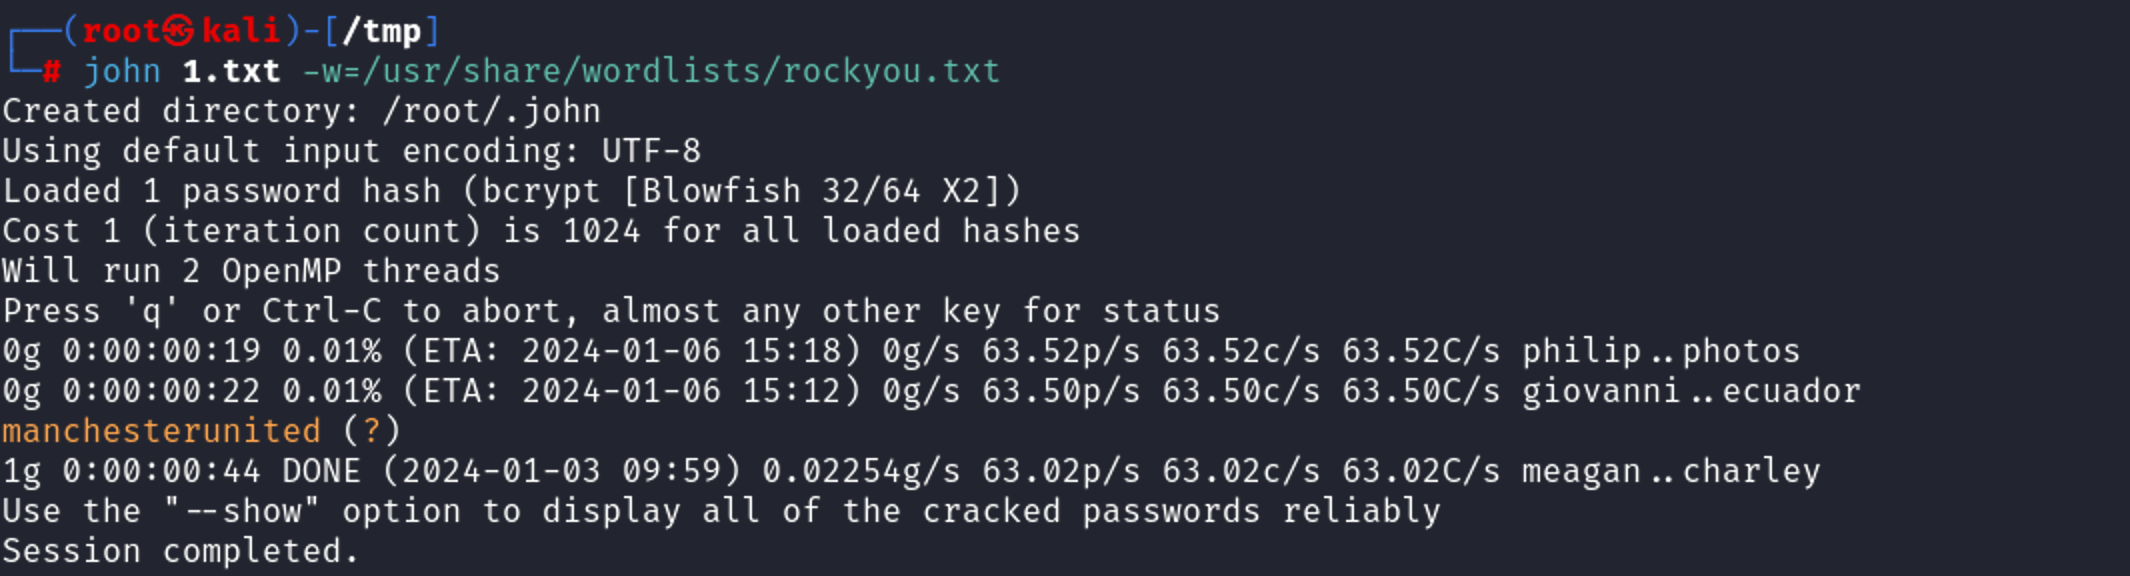 ┌──(root㉿kali)-[/tmp]
└─# john 1.txt -w=/usr/share/wordlists/rockyou.txt
Created directory: /root/.john
Using default input encoding: UTF-8
Loaded 1 password hash (bcrypt [Blowfish 32/64 X2])
Cost 1 (iteration count) is 1024 for all loaded hashes
Will run 2 OpenMP threads
Press 'q' or Ctrl-C to abort, almost any other key for status
0g 0:00:00:19 0.01% (ETA: 2024-01-06 15:18) 0g/s 63.52p/s 63.52c/s 63.52C/s philip..photos
0g 0:00:00:22 0.01% (ETA: 2024-01-06 15:12) 0g/s 63.50p/s 63.50c/s 63.50C/s giovanni..ecuador
manchesterunited (?)
1g 0:00:00:44 DONE (2024-01-03 09:59) 0.02254g/s 63.02p/s 63.02c/s 63.02C/s meagan..charley
Use the "--show" option to display all of the cracked passwords reliably
Session completed.